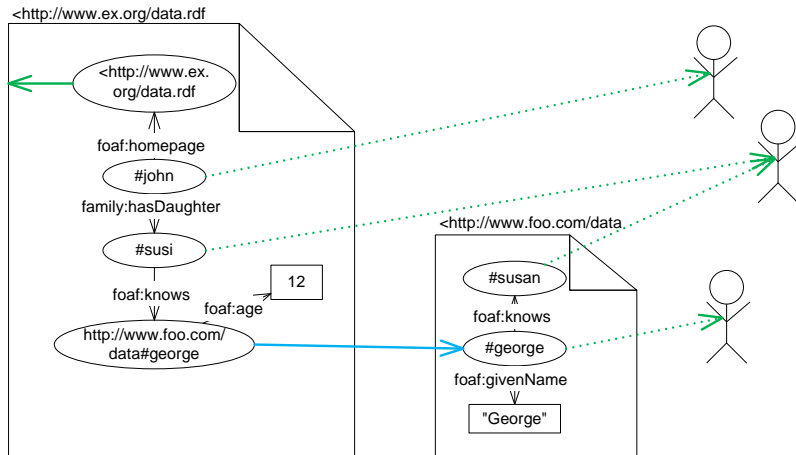 <http://www.ex.org/data.rdf
<http://www.ex.
org/data.rdf
foaf:homepage
#john
family:hasDaughter
#susi
foaf:knows
12
foaf:age
http://www.foo.com/
data#george
<http://www.foo.com/data
#susan
foaf:knows
#george
foaf:givenName
"George"